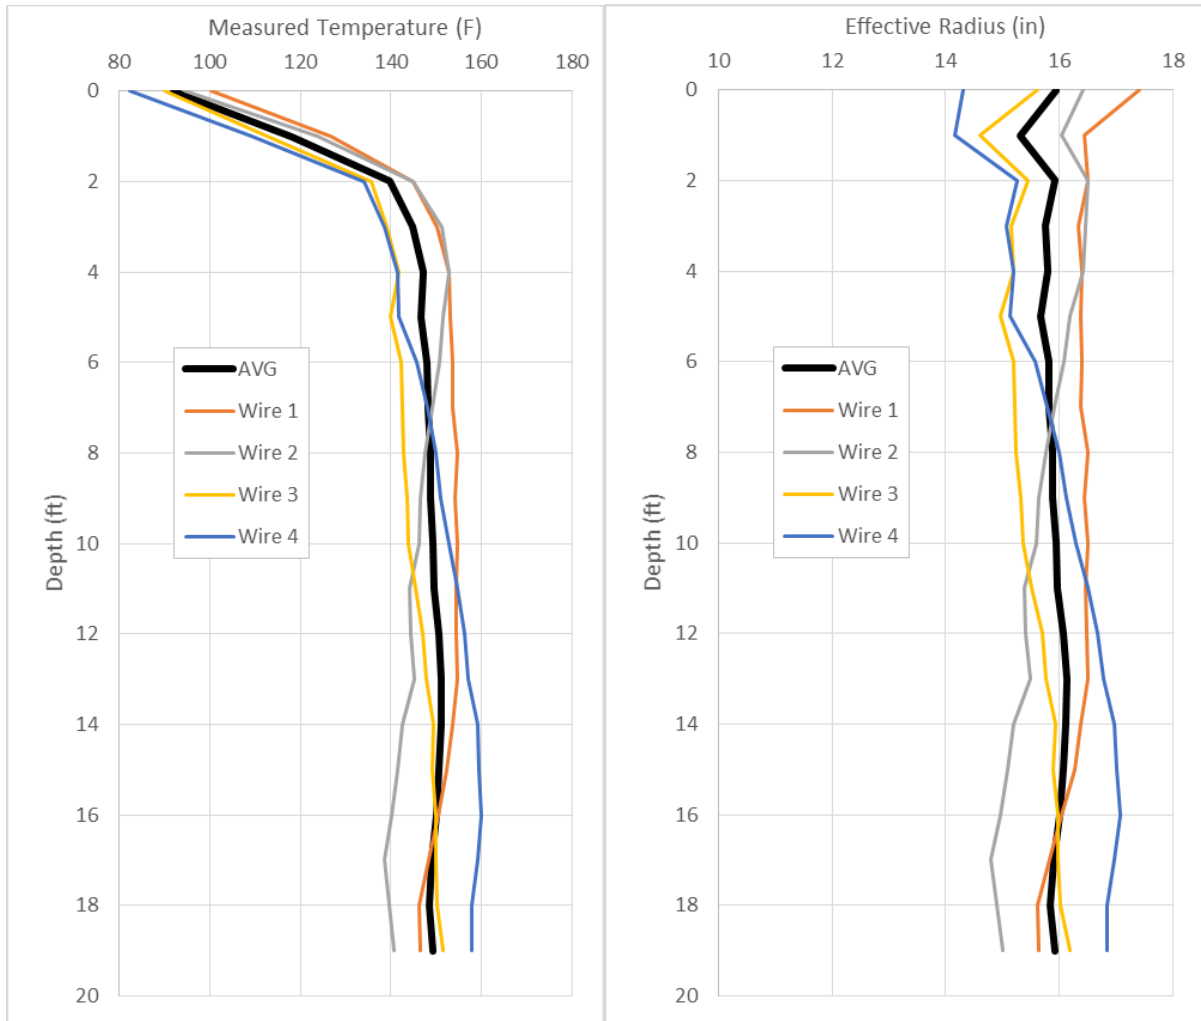 Measured Temperature (F)
80 100 120 140 160 180
0
2
4
6
8
10
12
14
16
18
20
Depth (ft)
AVG
Wire 1
Wire 2
Wire 3
Wire 4
Effective Radius (in)
10 12 14 16 18
0
2
4
6
8
10
12
14
16
18
20
Depth (ft)
AVG
Wire 1
Wire 2
Wire 3
Wire 4